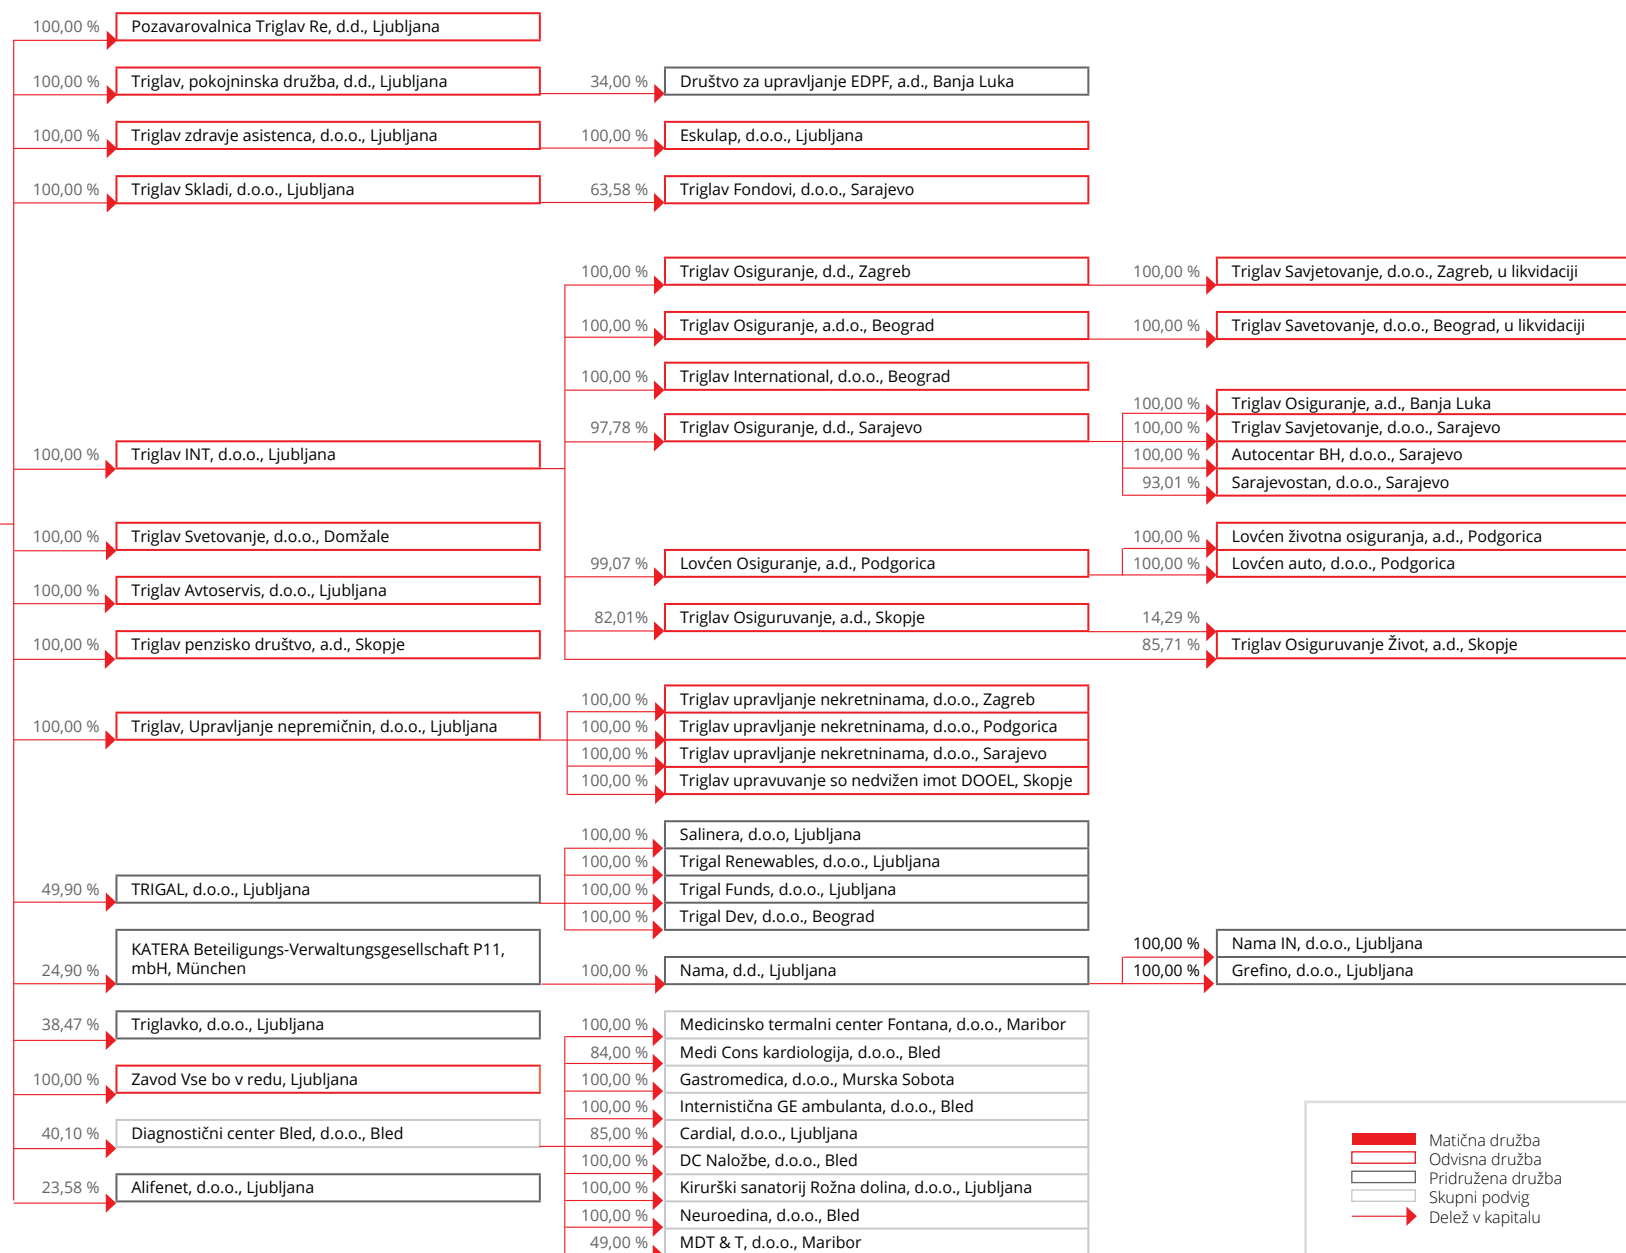 100,00 % Pozavarovalnica Triglav Re, d.d., Ljubljana
100,00 % Triglav, pokojninska družba, d.d., Ljubljana 34,00 % Društvo za upravljanje EDPF, a.d., Banja Luka
100,00 % Triglav zdravje asistenca, d.o.o., Ljubljana 100,00 % Eskulap, d.o.o., Ljubljana
100,00 % Triglav Skladi, d.o.o., Ljubljana 63,58 % Triglav Fondovi, d.o.o., Sarajevo
100,00 % Triglav Osiguranje, d.d., Zagreb 100,00 % Triglav Savjetovanje, d.o.o., Zagreb, u likvidaciji
100,00 % Triglav Osiguranje, a.d.o., Beograd 100,00 % Triglav Savetovanje, d.o.o., Beograd, u likvidaciji
100,00 % Triglav International, d.o.o., Beograd
100,00 % Triglav Osiguranje, a.d., Banja Luka
97,78 % Triglav Osiguranje, d.d., Sarajevo 100,00 % Triglav Savjetovanje, d.o.o., Sarajevo
100,00 % Triglav INT, d.o.o., Ljubljana 100,00 % Autocentar BH, d.o.o., Sarajevo
93,01 % Sarajevostan, d.o.o., Sarajevo
100,00 % Triglav Svetovanje, d.o.o., Domžale 100,00 % Lovćen životna osiguranja, a.d., Podgorica
99,07 % Lovćen Osiguranje, a.d., Podgorica 100,00 % Lovćen auto, d.o.o., Podgorica
100,00 % Triglav Avtoservis, d.o.o., Ljubljana
82,01% Triglav Osiguruvanje, a.d., Skopje 14,29 %
100,00 % Triglav penzisko društvo, a.d., Skopje 85,71 % Triglav Osiguruvanje Život, a.d., Skopje
100,00 % Triglav upravljanje nekretninama, d.o.o., Zagreb
100,00 % Triglav, Upravljanje nepremičnin, d.o.o., Ljubljana 100,00 % Triglav upravljanje nekretninama, d.o.o., Podgorica
100,00 % Triglav upravljanje nekretninama, d.o.o., Sarajevo
100,00 % Triglav upravuvanje so nedvižen imot DOOEL, Skopje
100,00 % Salinera, d.o.o, Ljubljana
100,00 % Trigal Renewables, d.o.o., Ljubljana
49,90 % TRIGAL, d.o.o., Ljubljana 100,00 % Trigal Funds, d.o.o., Ljubljana
100,00 % Trigal Dev, d.o.o., Beograd
KATERA Beteiligungs-Verwaltungsgesellschaft P11, 100,00 % Nama IN, d.o.o., Ljubljana
24,90 % mbH, München 100,00 % Nama, d.d., Ljubljana 100,00 % Grefino, d.o.o., Ljubljana
38,47 % Triglavko, d.o.o., Ljubljana 100,00 % Medicinsko termalni center Fontana, d.o.o., Maribor
84,00 % Medi Cons kardiologija, d.o.o., Bled
100,00 % Zavod Vse bo v redu, Ljubljana 100,00 % Gastromedica, d.o.o., Murska Sobota
100,00 % Internistična GE ambulanta, d.o.o., Bled
40,10 % Diagnostični center Bled, d.o.o., Bled 85,00 % Cardial, d.o.o., Ljubljana
100,00 % DC Naložbe, d.o.o., Bled
23,58 % Alifenet, d.o.o., Ljubljana 100,00 % Kirurški sanatorij Rožna dolina, d.o.o., Ljubljana
100,00 % Neuroedina, d.o.o., Bled
49,00 % MDT & T, d.o.o., Maribor
Matična družba
Odvisna družba
Pridružena družba
Skupni podvig
Delež v kapitalu